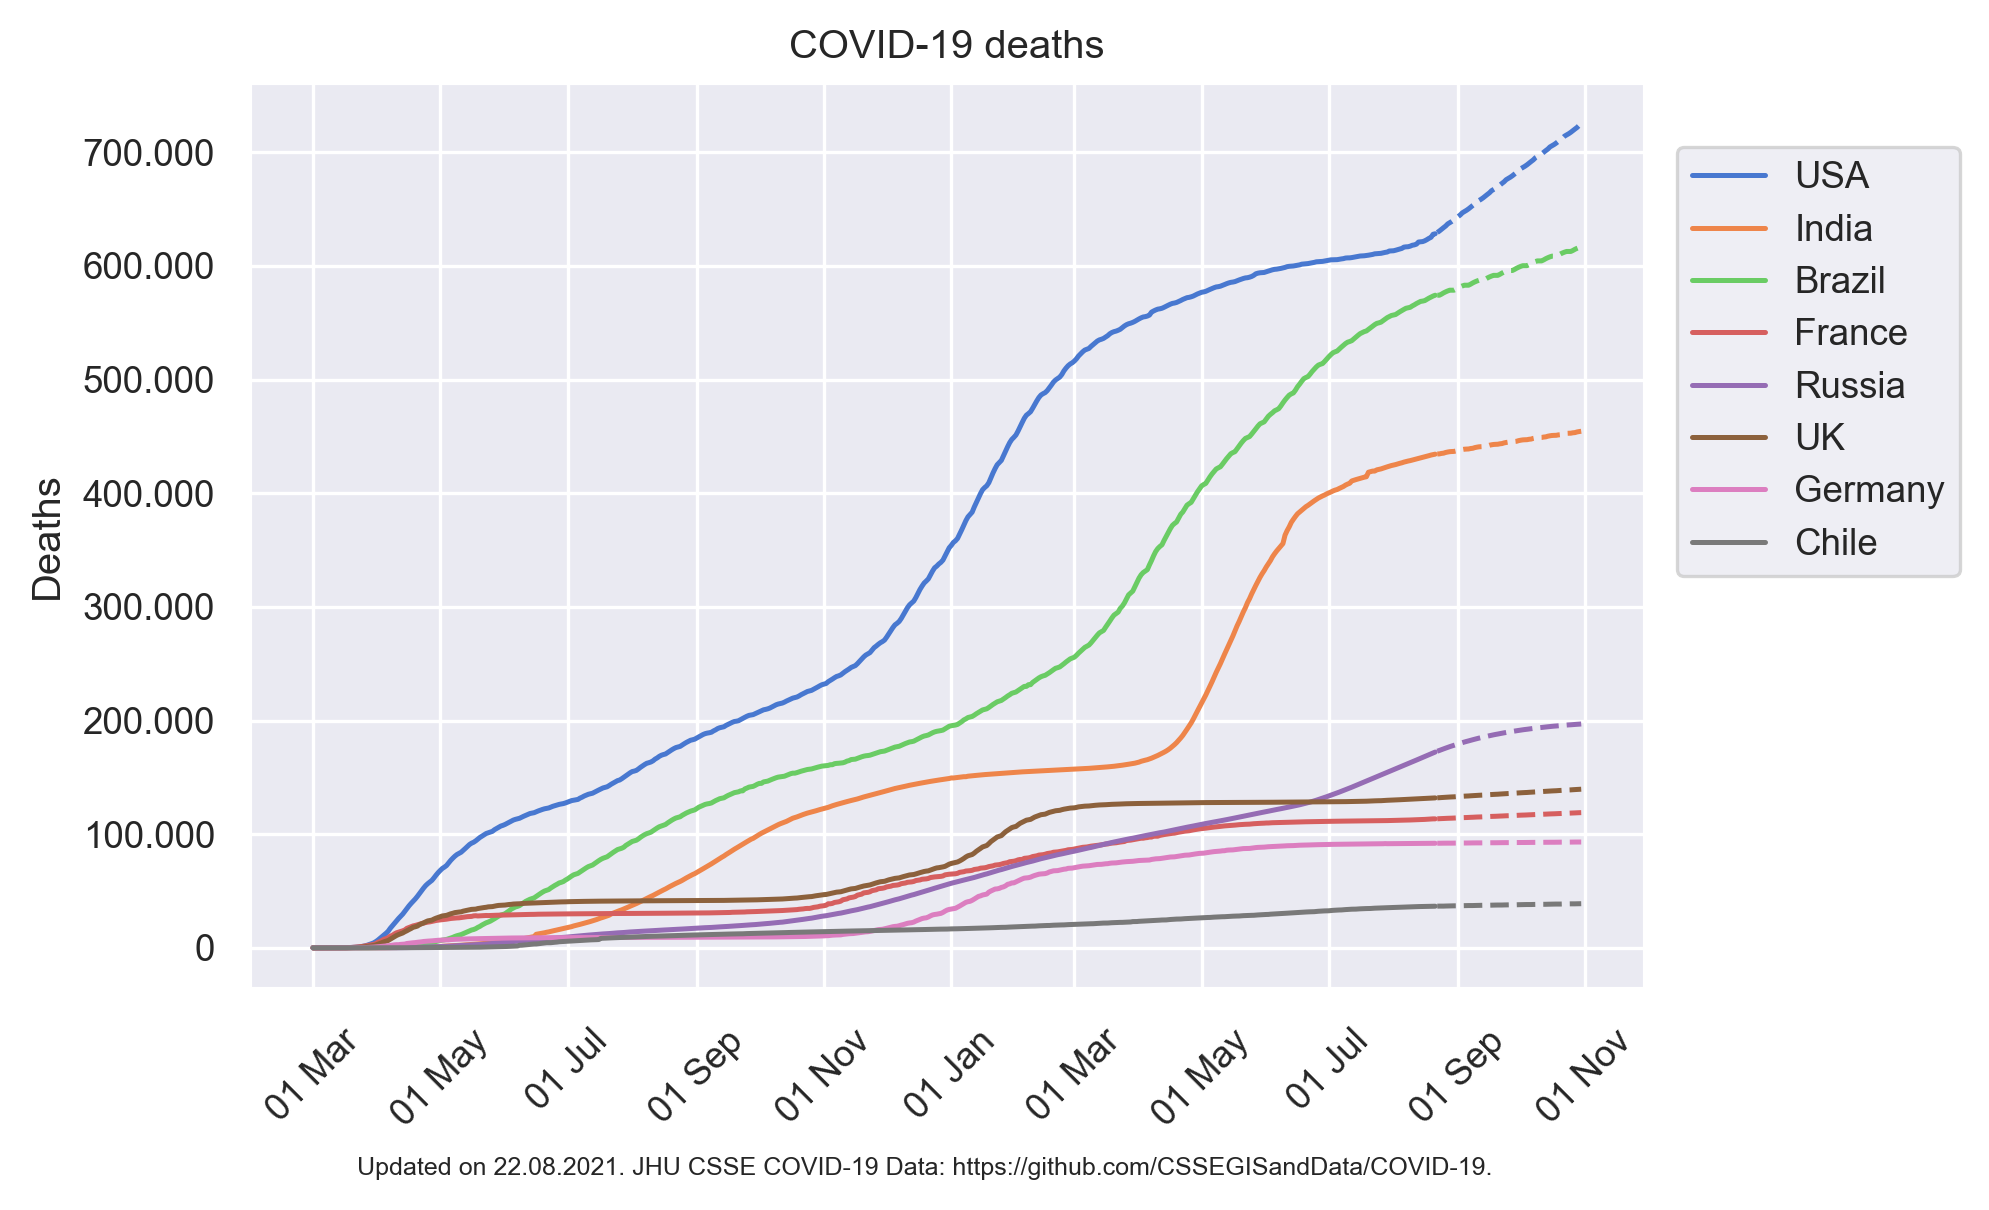 COVID-19 deaths
700.000
600.000
500.000
400.000
300.000
200.000
100.000
0
Deaths
01 Mar
01 May
01 Jul
01 Sep
01 Nov
01 Jan
01 Mar
01 May
01 Jul
01 Sep
01 Nov
USA
India
Brazil
France
Russia
UK
Germany
Chile
Updated on 22.08.2021. JHU CSSE COVID-19 Data: https://github.com/CSSEGISandData/COVID-19.